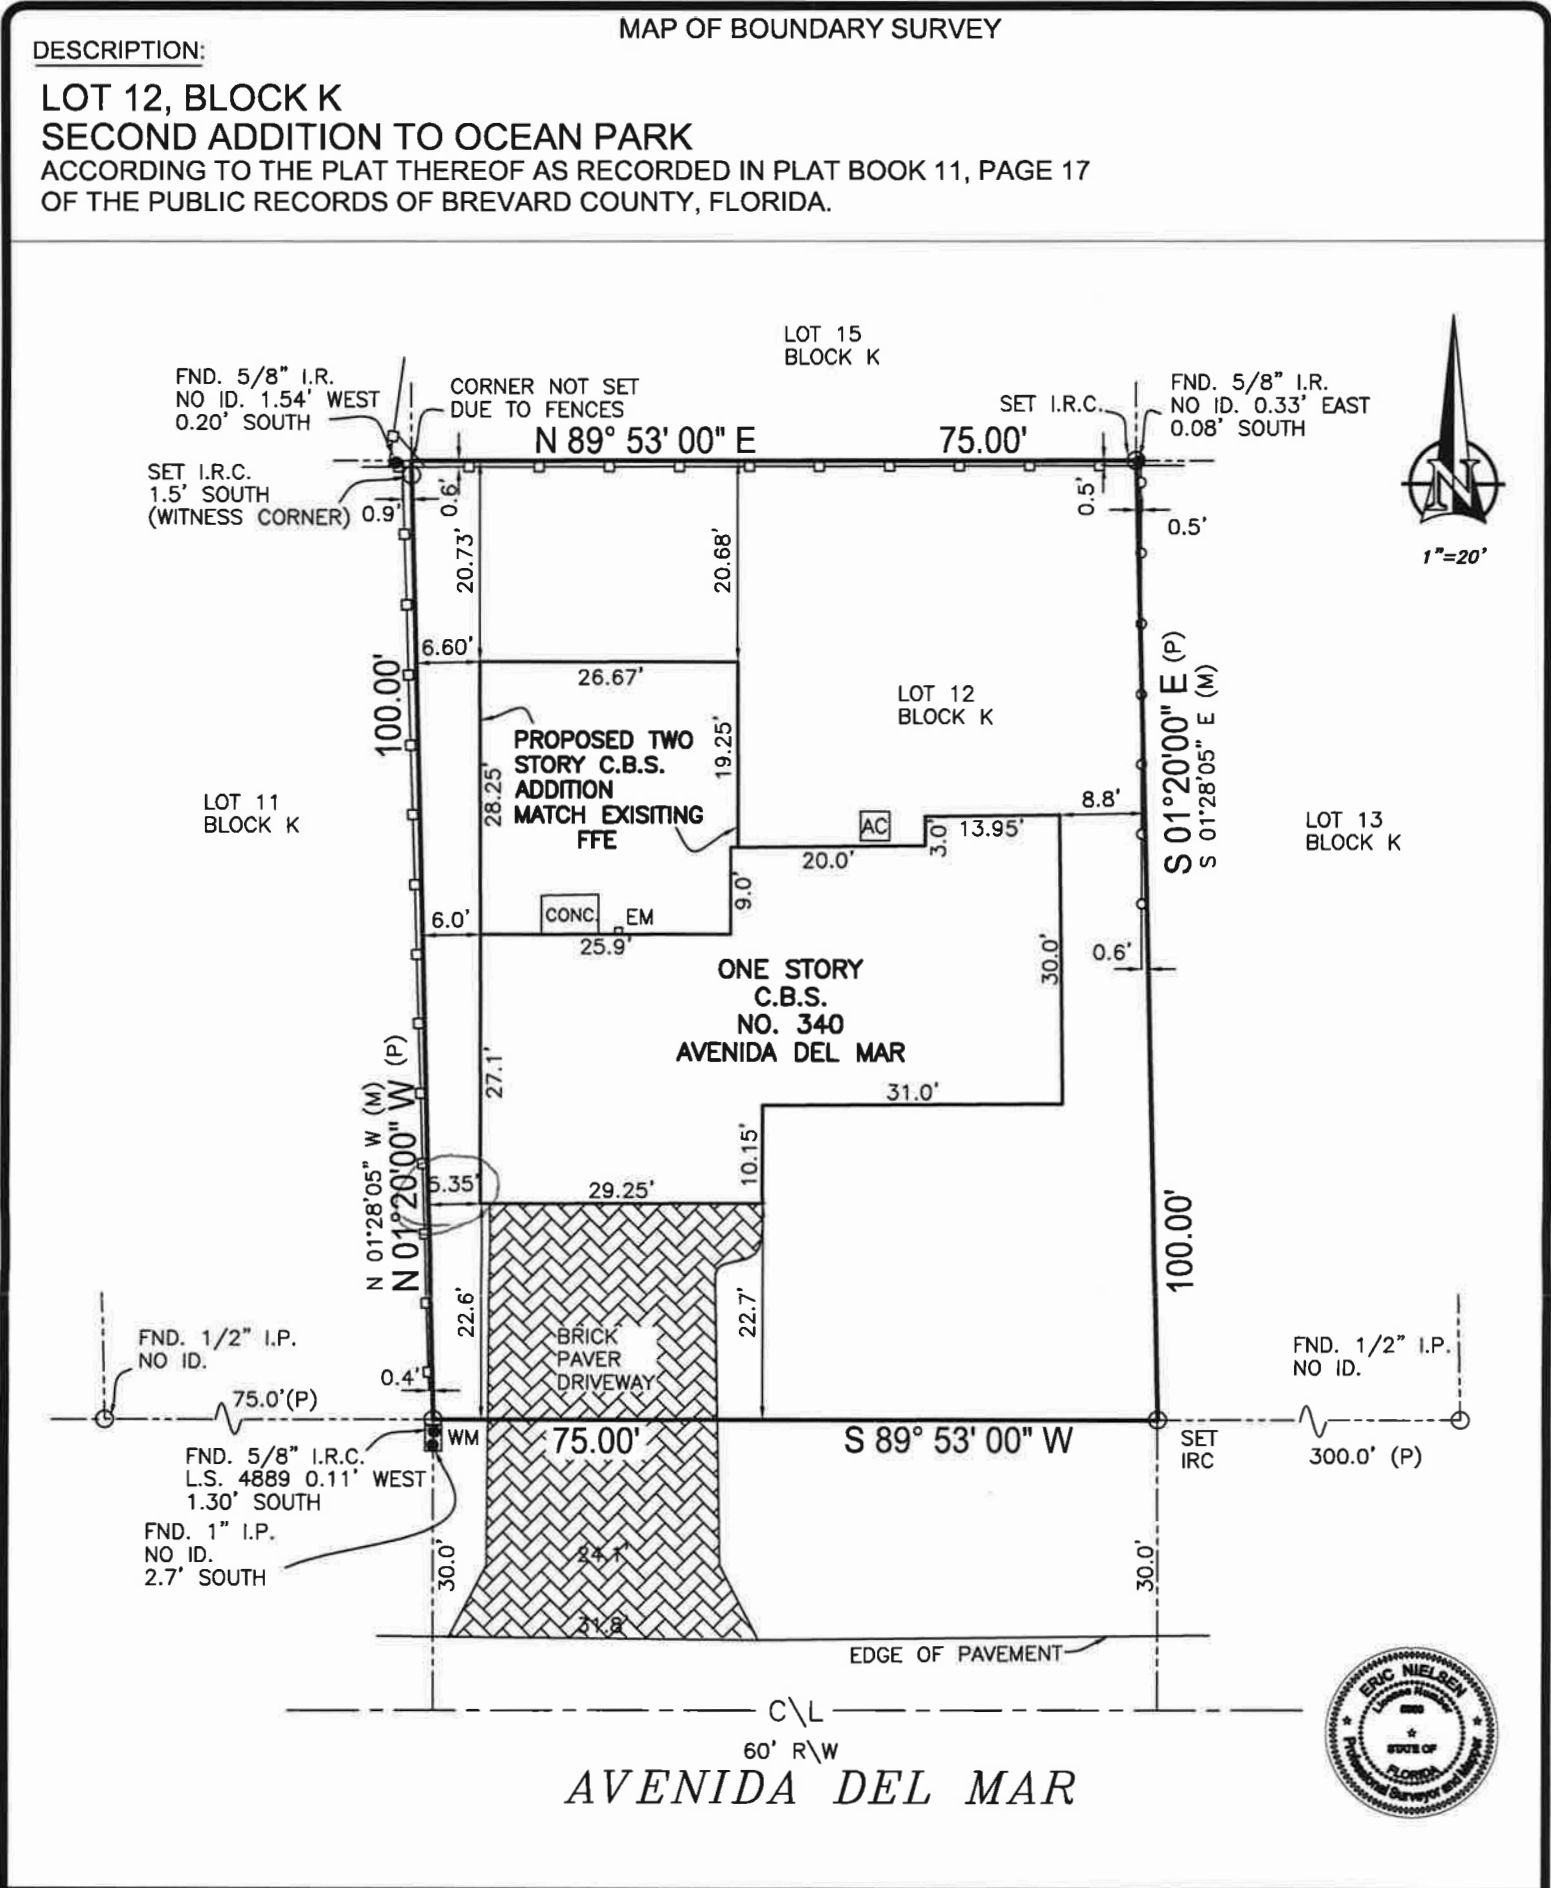 MAP OF BOUNDARY SURVEY
DESCRIPTION:
LOT 12, BLOCK K
SECOND ADDITION TO OCEAN PARK
ACCORDING TO THE PLAT THEREOF AS RECORDED IN PLAT BOOK 11, PAGE 17
OF THE PUBLIC RECORDS OF BREVARD COUNTY, FLORIDA.
LOT 15
BLOCK K
FND. 5/8" I.R.
NO ID. 1.54' WEST
0.20' SOUTH
CORNER NOT SET
DUE TO FENCES
SET I.R.C.
FND. 5/8" I.R.
NO ID. 0.33' EAST
0.08' SOUTH
N 89° 53' 00" E
75.00'
SET I.R.C.
1.5' SOUTH
(WITNESS CORNER)
0.9'
0.6'
0.5'
0.5'
N
1"=20'
20.73'
20.68'
6.60'
26.67'
100.00'
LOT 12
BLOCK K
S 01°20'00" E (P)
S 01°28'05" E (M)
PROPOSED TWO
STORY C.B.S.
ADDITION
MATCH EXISITING
FFE
28.25'
19.25'
LOT 11
BLOCK K
AC
8.8'
13.95'
3.0'
20.0'
LOT 13
BLOCK K
9.0'
CONC.
EM
6.0'
25.9'
30.0'
0.6'
ONE STORY
C.B.S.
NO. 340
AVENIDA DEL MAR
27.1'
31.0'
N 01°28'05" W (M)
N 01°20'00" W (P)
10.15'
5.35'
29.25'
100.00'
22.6'
22.7'
BRICK
PAVER
DRIVEWAY
FND. 1/2" I.P.
NO ID.
0.4'
75.0'(P)
FND. 1/2" I.P.
NO ID.
WM
75.00'
S 89° 53' 00" W
SET
IRC
300.0' (P)
FND. 5/8" I.R.C.
L.S. 4889 0.11' WEST
1.30' SOUTH
FND. 1" I.P.
NO ID.
2.7' SOUTH
30.0'
30.0'
24.1'
31.8'
EDGE OF PAVEMENT
C\L
60' R\W
AVENIDA DEL MAR
ERIC NIELSEN
License Number
STATE OF
FLORIDA
Professional Surveyor and Mapper